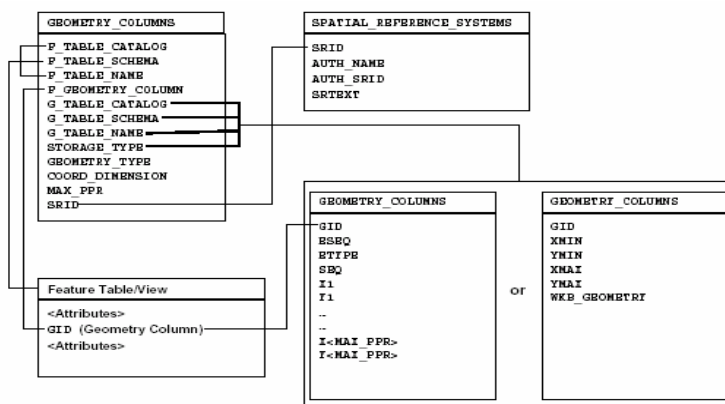 GEOMETRY_COLUMNS
F_TABLE_CATALOG
F_TABLE_SCHEMA
F_TABLE_NAME
F_GEOMETRY_COLUMN
G_TABLE_CATALOG
G_TABLE_SCHEMA
G_TABLE_NAME
STORAGE_TYPE
GEOMETRY_TYPE
COORD_DIMENSION
MAX_PPR
SRID
SPATIAL_REFERENCE_SYSTEMS
SRID
AUTH_NAME
AUTH_SRID
SRTEXT
Feature Table/View
<Attributes>
GID (Geometry Column)
<Attributes>
GEOMETRY_COLUMNS
GID
ESEQ
ETYPE
SEQ
X1
Y1
…
…
X<MAX_PPR>
Y<MAX_PPR>
or
GEOMETRY_COLUMNS
GID
XMIN
YMIN
XMAX
YMAX
WKB_GEOMETRY